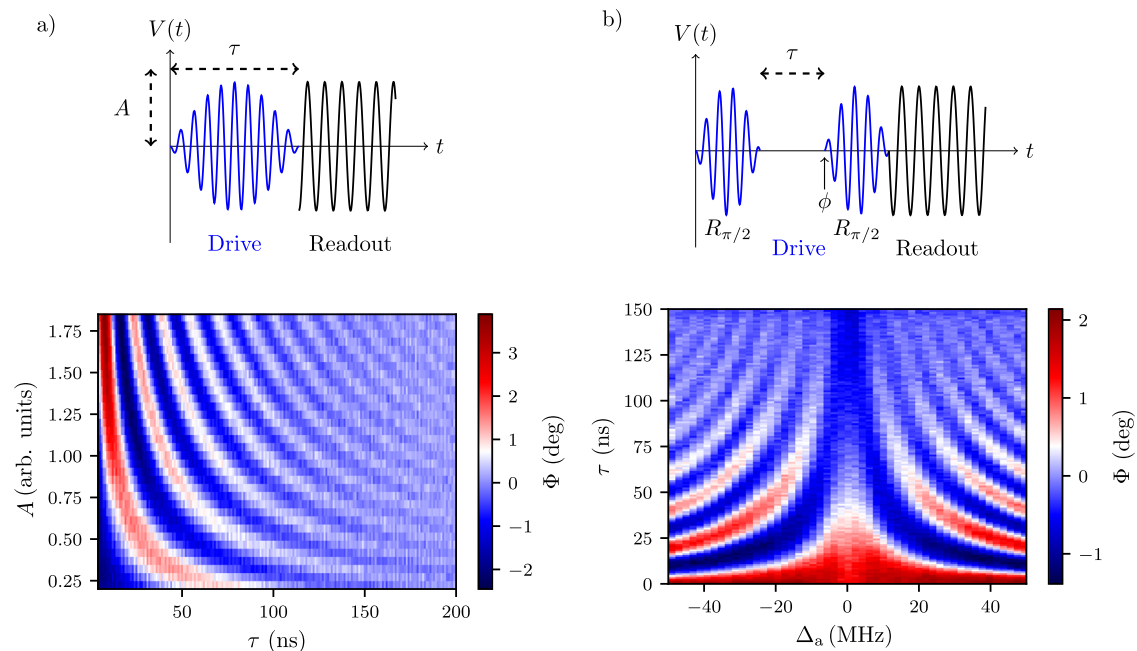 a)
V(t)
τ
A
t
Drive
Readout
b)
V(t)
τ
t
ϕ
R_{π/2}
R_{π/2}
Drive
Readout
1.75
1.50
1.25
1.00
0.75
0.50
0.25
A (arb. units)
50
100
150
200
τ (ns)
3
2
1
0
−1
−2
Φ (deg)
150
125
100
75
50
25
0
τ (ns)
−40
−20
0
20
40
Δ_a (MHz)
2
1
0
−1
Φ (deg)